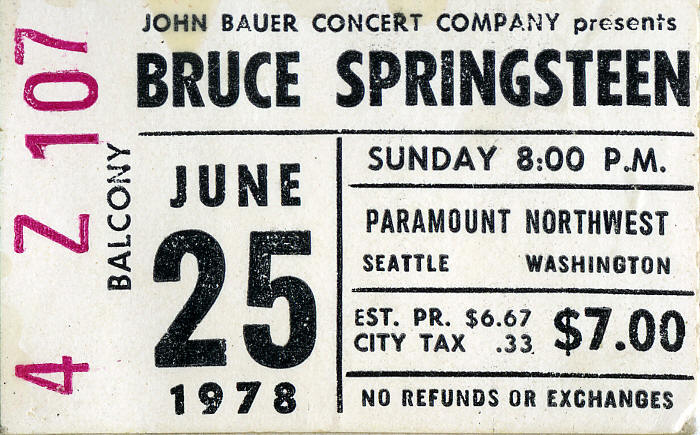 JOHN BAUER CONCERT COMPANY presents
BRUCE SPRINGSTEEN
4 Z 107
BALCONY
JUNE
25
1978
SUNDAY 8:00 P.M.
PARAMOUNT NORTHWEST
SEATTLE WASHINGTON
EST. PR. $6.67
CITY TAX .33
$7.00
NO REFUNDS OR EXCHANGES